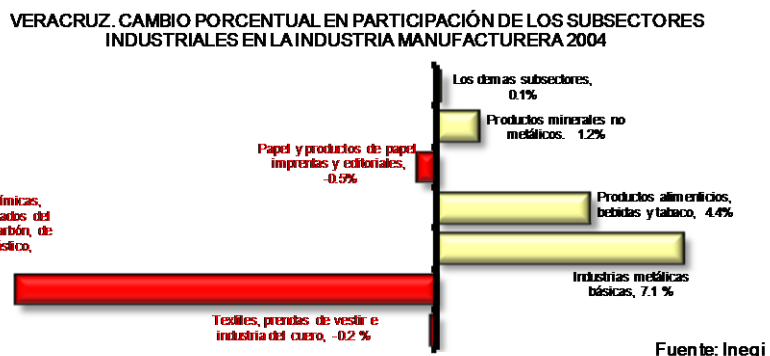 VERACRUZ. CAMBIO PORCENTUAL EN PARTICIPACIÓN DE LOS SUBSECTORES
INDUSTRIALES EN LA INDUSTRIA MANUFACTURERA 2004
Los demas subsectores,
0.1%
Productos minerales no
metálicos. 1.2%
Papel y productos de papel
imprentas y editoriales,
-0.5%
Productos alimenticios,
bebidas y tabaco, 4.4%
del
de
Industrias metálicas
básicas, 7.1 %
Textiles, prendas de vestir e
industria del cuero, -0.2 %
Fuente: Inegi